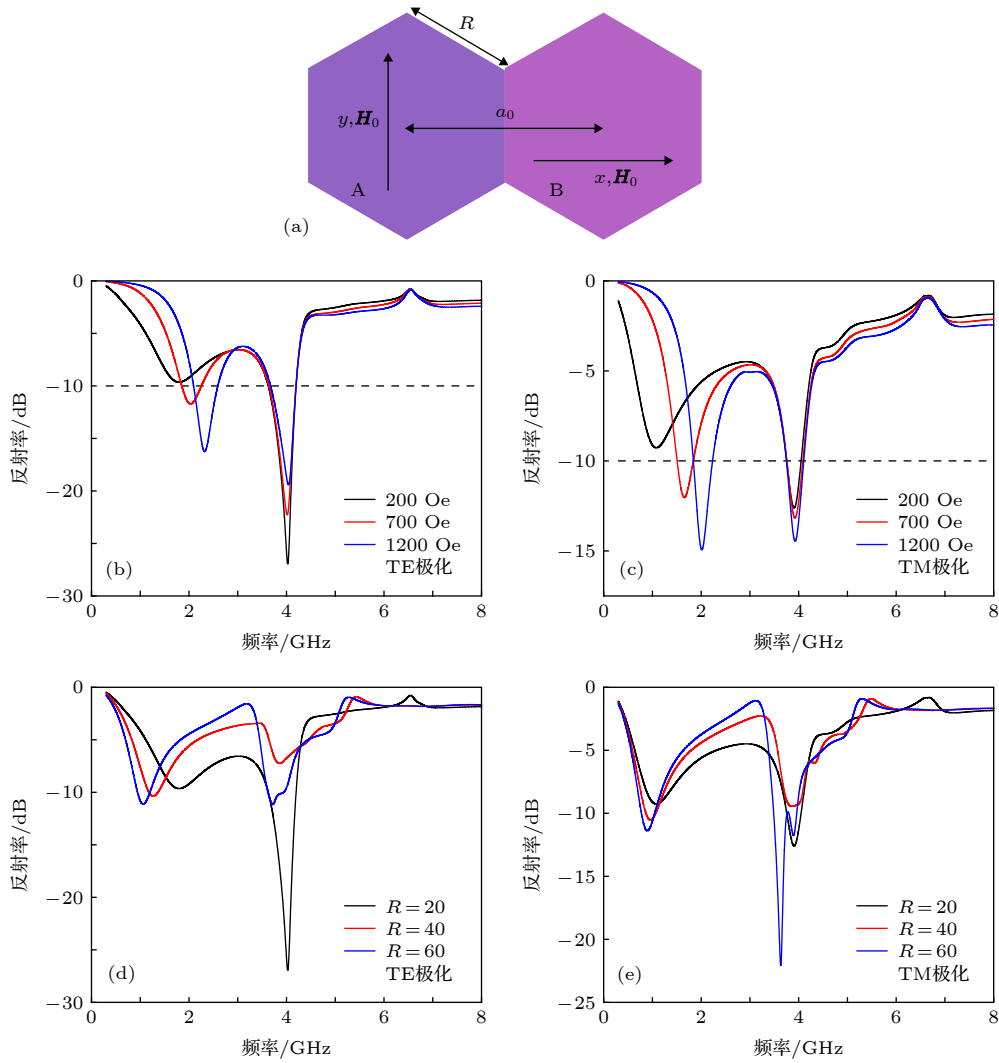 R
y,H₀
a₀
A
B
x,H₀
(a)
0
−10
−20
−30
反射率/dB
200 Oe
700 Oe
1200 Oe
TE极化
(b)
0
2
4
6
8
频率/GHz
0
−5
−10
−15
反射率/dB
200 Oe
700 Oe
1200 Oe
TM极化
(c)
0
2
4
6
8
频率/GHz
0
−10
−20
−30
反射率/dB
R=20
R=40
R=60
TE极化
(d)
0
2
4
6
8
频率/GHz
0
−5
−10
−15
−20
−25
反射率/dB
R=20
R=40
R=60
TM极化
(e)
0
2
4
6
8
频率/GHz